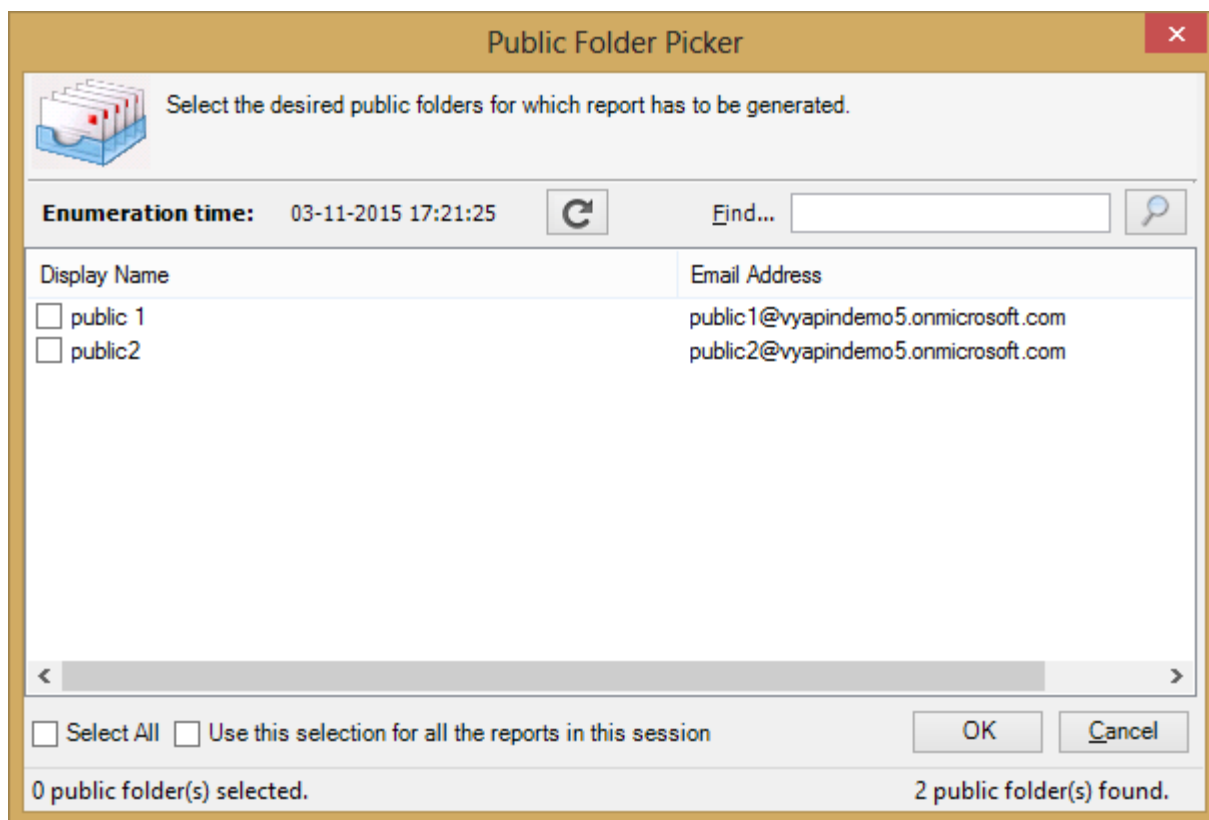 Public Folder Picker
Select the desired public folders for which report has to be generated.
Enumeration time: 03-11-2015 17:21:25 Find...
Display Name Email Address
public 1 public1@vyapindemo5.onmicrosoft.com
public2 public2@vyapindemo5.onmicrosoft.com
Select All Use this selection for all the reports in this session OK Cancel
0 public folder(s) selected. 2 public folder(s) found.